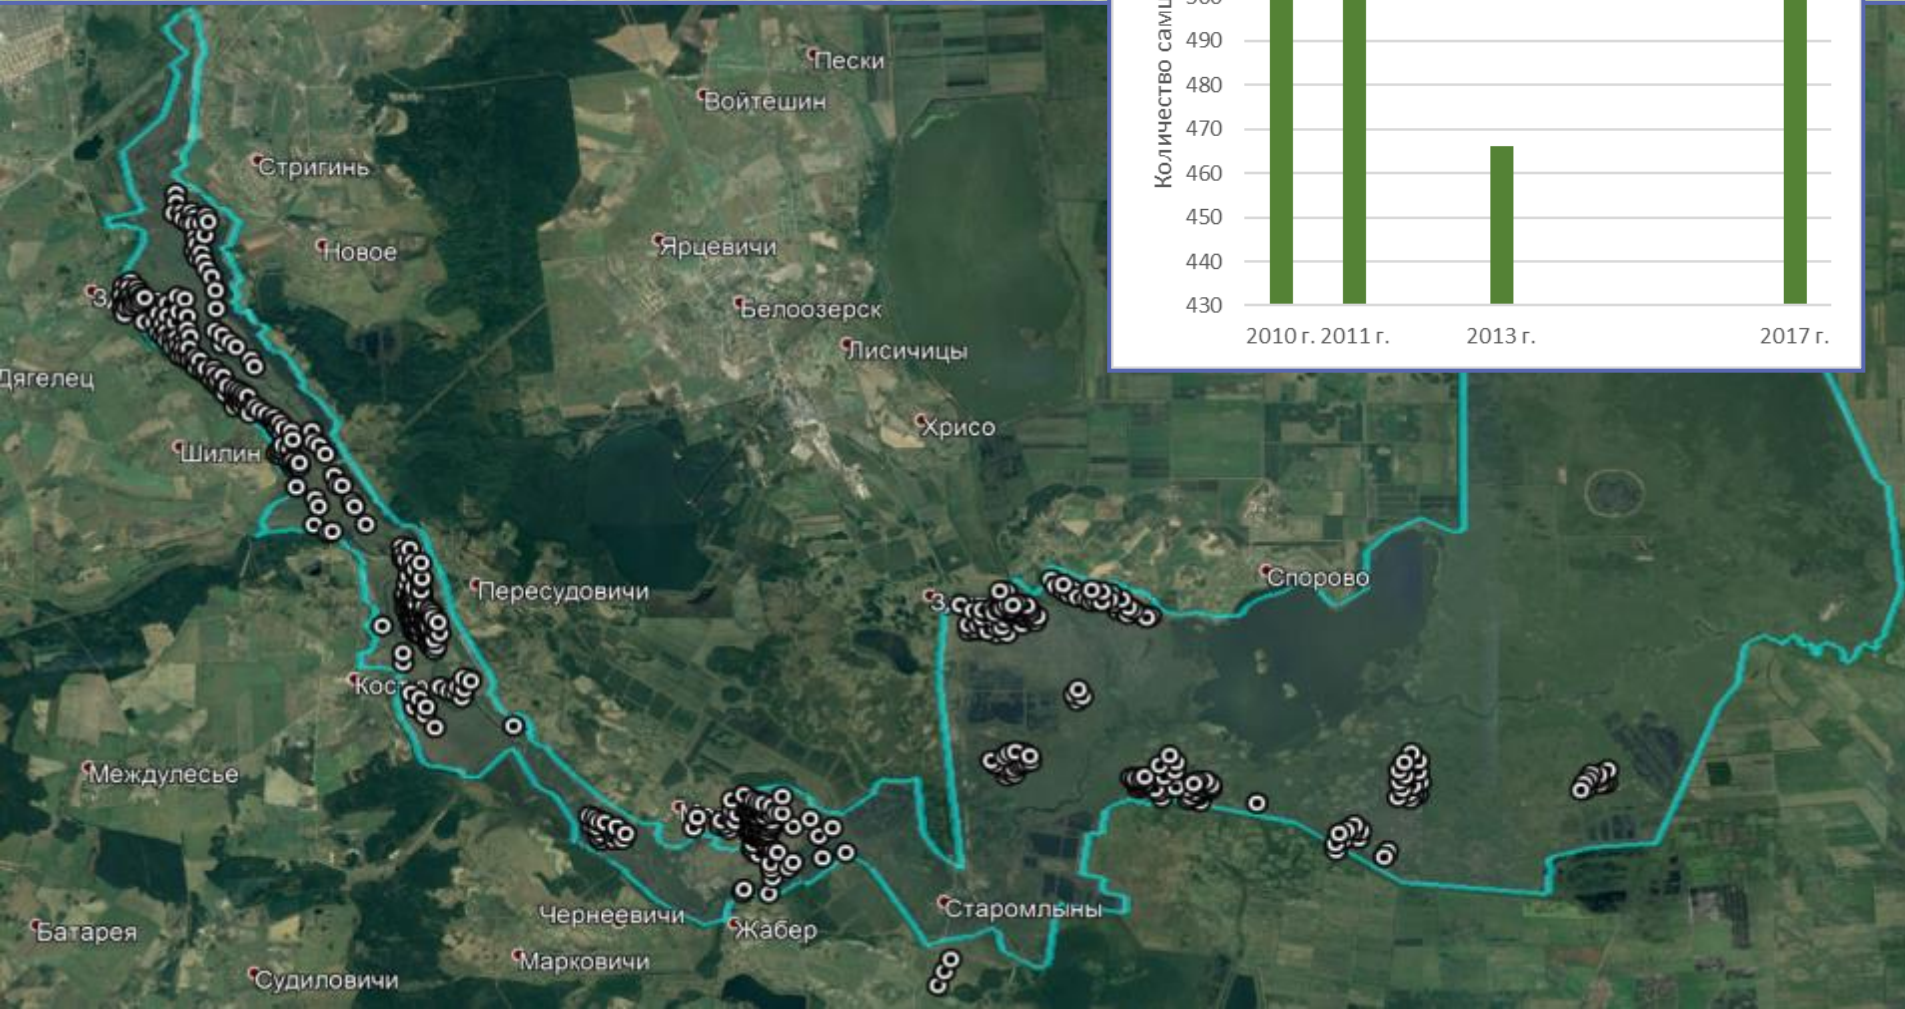 Количество
490
480
470
460
450
440
430
2010 г. 2011 г.
2013 г.
2017 г.
Пески
Войтешин
Стригинь
Новое
Ярцевичи
Белоозерск
Лисичицы
Дягелец
Хрисо
Шилин
Спорово
Пересудовичи
Междулесье
Старомлыны
Чернеевичи
Жабер
Батарея
Марковичи
Судиловичи